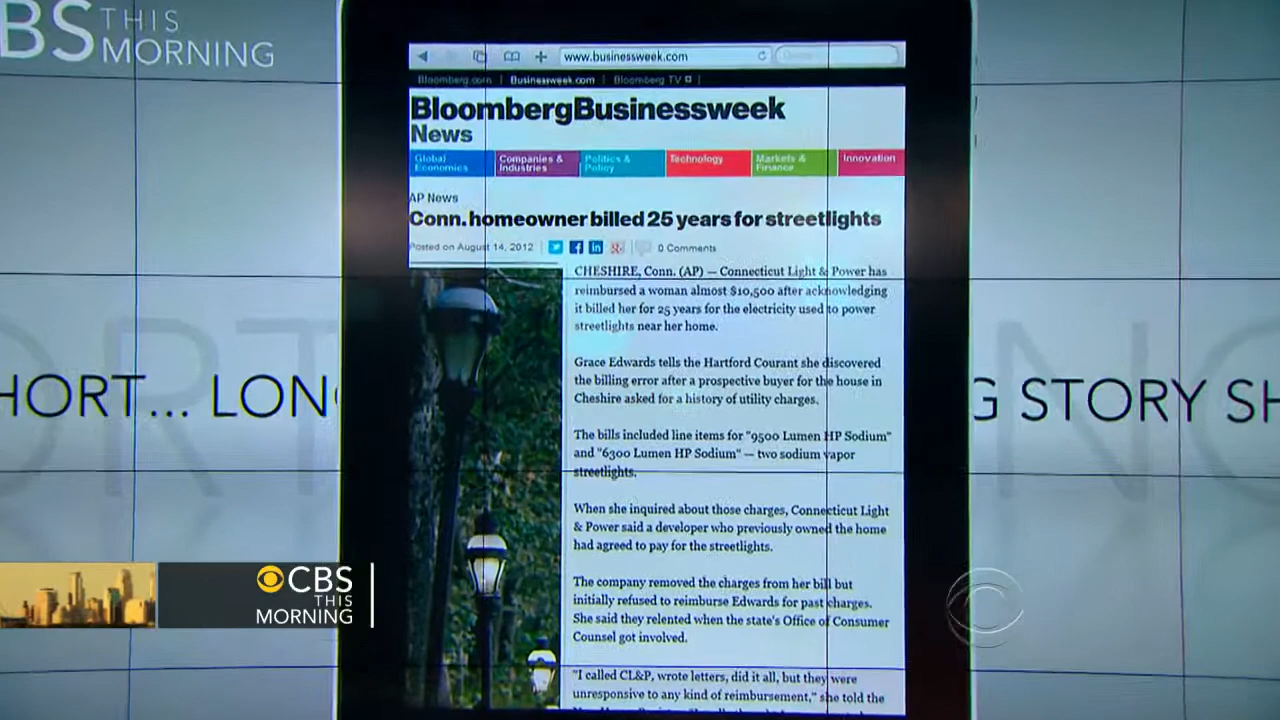 BS THIS
MORNING
www.businessweek.com
Bloomberg.com | Businessweek.com | Bloomberg TV
BloombergBusinessweek
News
Global Economics
Companies & Industries
Politics & Policy
Technology
Markets & Finance
Innovation
AP News
Conn. homeowner billed 25 years for streetlights
Posted on August 14, 2012
0 Comments
CHESHIRE, Conn. (AP) — Connecticut Light & Power has
reimbursed a woman almost $10,500 after acknowledging
it billed her for 25 years for the electricity used to power
streetlights near her home.
Grace Edwards tells the Hartford Courant she discovered
the billing error after a prospective buyer for the house in
Cheshire asked for a history of utility charges.
The bills included line items for "9500 Lumen HP Sodium"
and "6300 Lumen HP Sodium" — two sodium vapor
streetlights.
When she inquired about those charges, Connecticut Light
& Power said a developer who previously owned the home
had agreed to pay for the streetlights.
The company removed the charges from her bill but
initially refused to reimburse Edwards for past charges.
She said they relented when the state's Office of Consumer
Counsel got involved.
"I called CL&P, wrote letters, did it all, but they were
unresponsive to any kind of reimbursement," she told the
HORT... LON
G STORY SH
CBS
THIS
MORNING